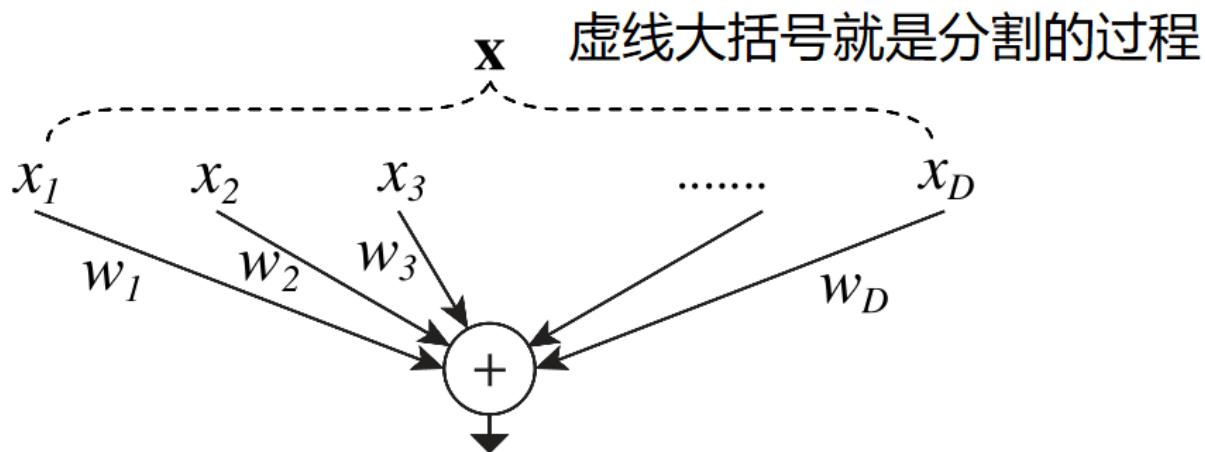 虚线大括号就是分割的过程
x
x1 x2 x3 ....... xD
w1 w2 w3 wD
+